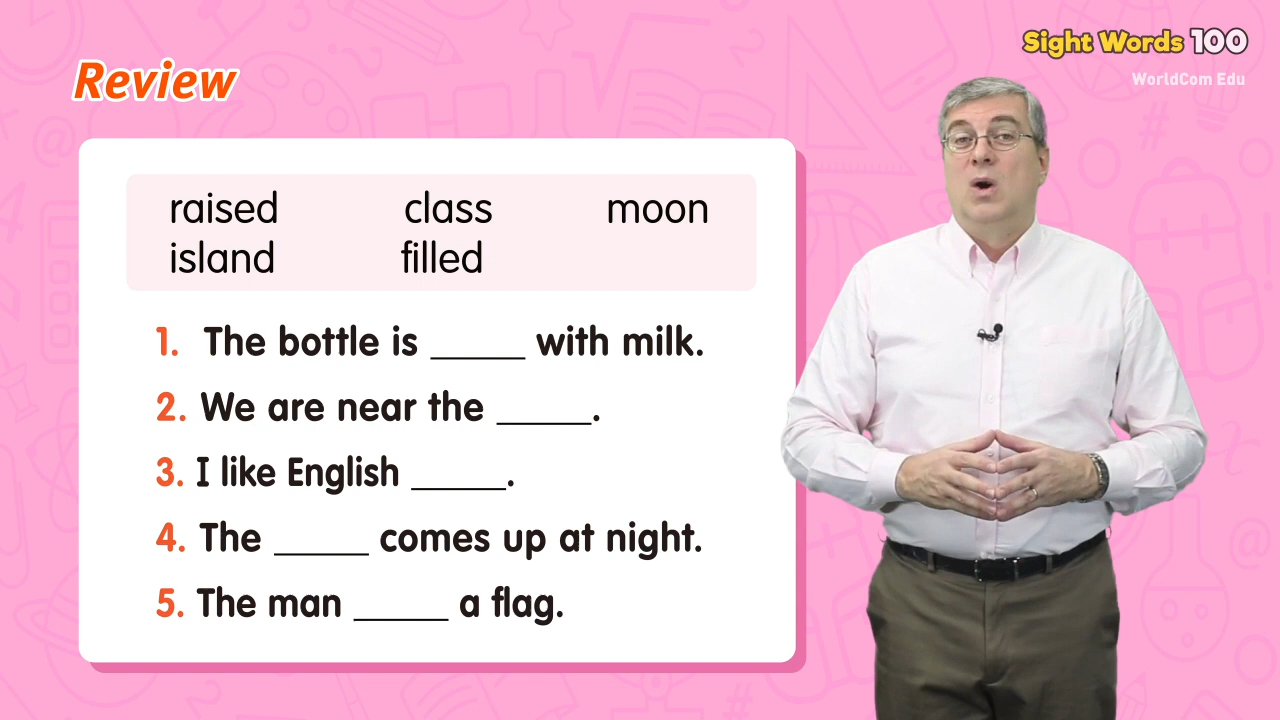 Review
Sight Words 100
WorldCom Edu
raised class moon
island filled
1. The bottle is _____ with milk.
2. We are near the _____.
3. I like English _____.
4. The _____ comes up at night.
5. The man _____ a flag.